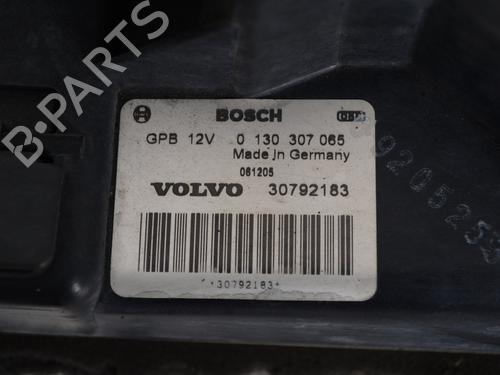 B-PARTS
BOSCH
GPB 12V 0 130 307 065
Made in Germany
061205
VOLVO 30792183
*30792183*